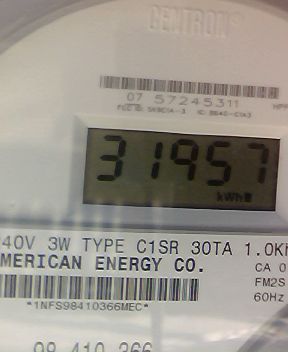 CENTRON®
07 57245311
31957
kWh
40V 3W TYPE C1SR 30TA 1.0K
MERICAN ENERGY CO.
CA 0
FM2S
*1NFS98410366MEC*
60Hz
98 410 366